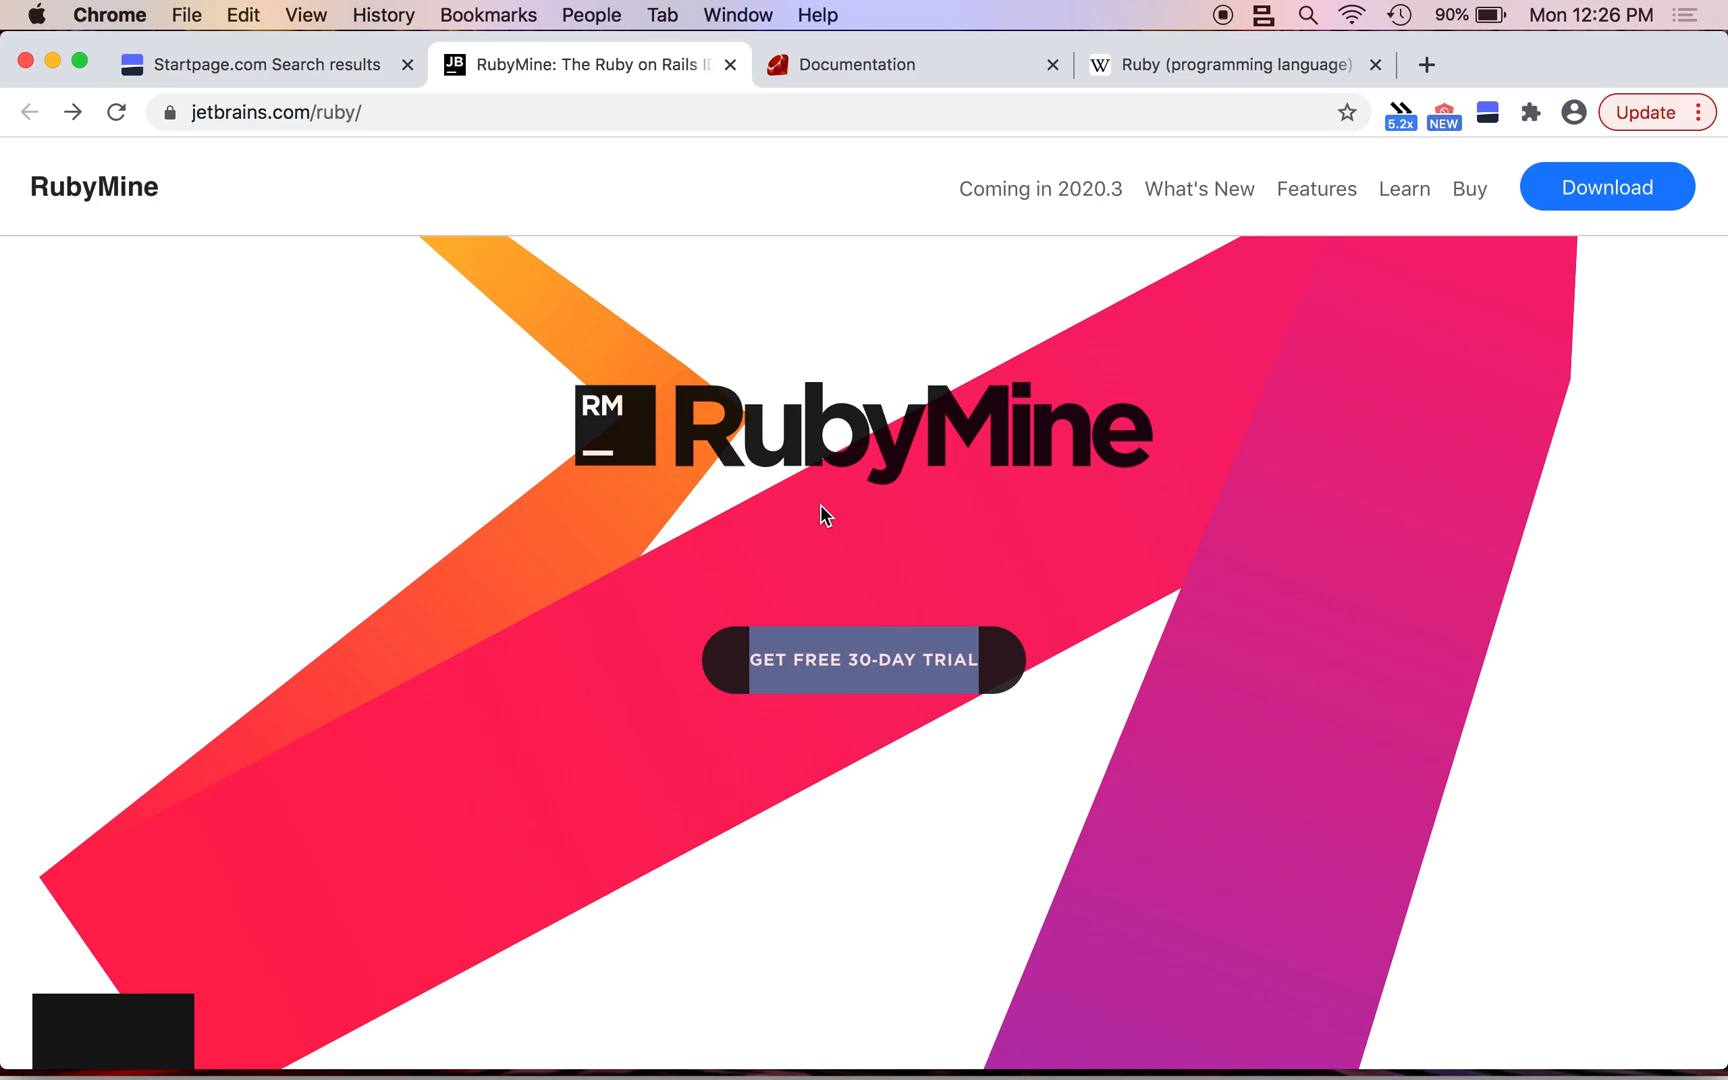 Chrome File Edit View History Bookmarks People Tab Window Help 90% Mon 12:26 PM
Startpage.com Search results JB RubyMine: The Ruby on Rails I Documentation W Ruby (programming language)
jetbrains.com/ruby/ 5.2x NEW Update
RubyMine Coming in 2020.3 What's New Features Learn Buy Download
RM RubyMine
GET FREE 30-DAY TRIAL